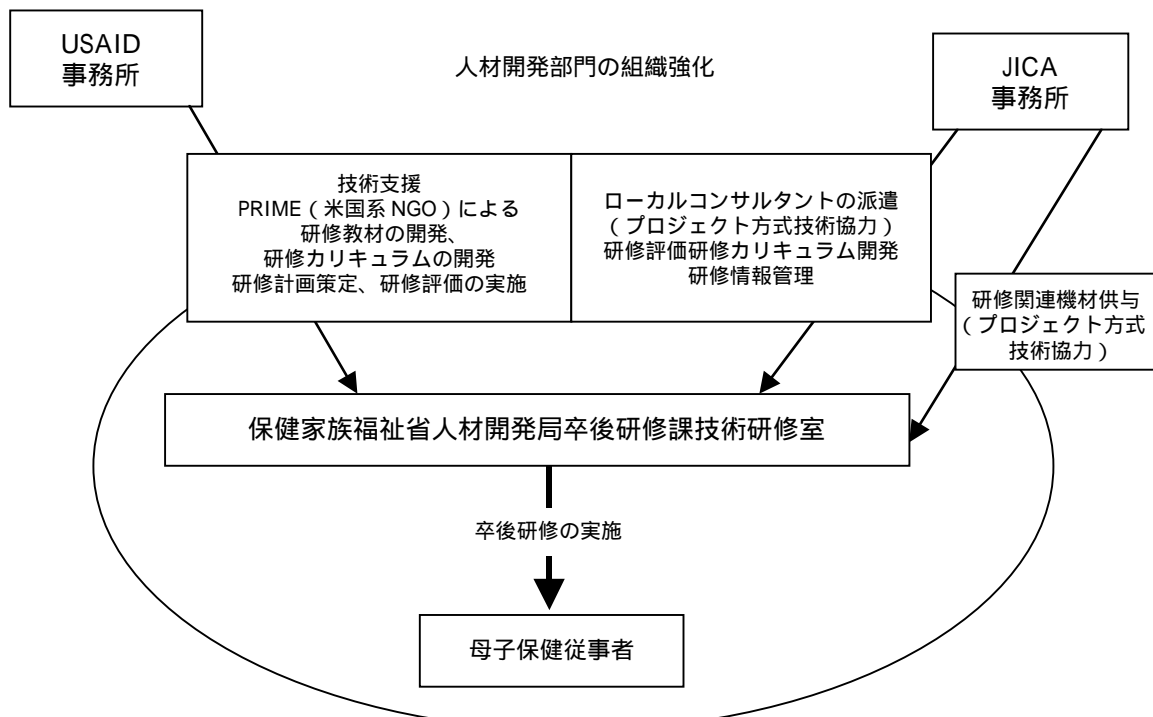 USAID
事務所
人材開発部門の組織強化
JICA
事務所
技術支援
PRIME（米国系 NGO）による
研修教材の開発、
研修カリキュラムの開発
研修計画策定、研修評価の実施
ローカルコンサルタントの派遣
（プロジェクト方式技術協力）
研修評価研修カリキュラム開発
研修情報管理
研修関連機材供与
（プロジェクト方式
技術協力）
保健家族福祉省人材開発局卒後研修課技術研修室
卒後研修の実施
母子保健従事者